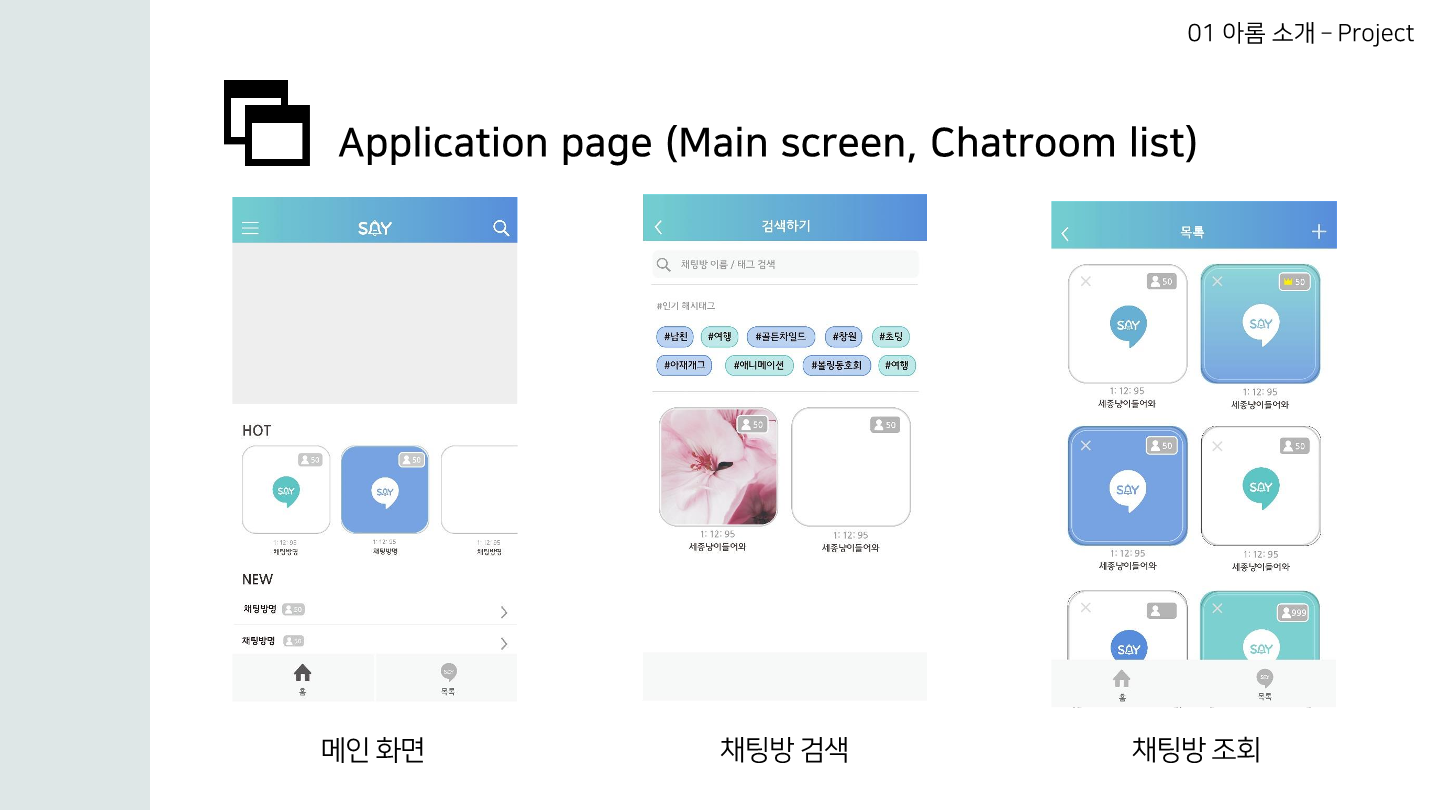 01 아롬 소개 – Project
Application page (Main screen, Chatroom list)
SAY
HOT
50
50
SAY
SAY
1: 12: 95
채팅방명
1: 12: 95
채팅방명
1: 12: 95
채팅방명
NEW
채팅방명 50
채팅방명 50
홈
SAY
목록
메인 화면
검색하기
채팅방 이름 / 태그 검색
#인기 해시태그
#남친 #여행 #골든차일드 #창원 #초딩
#아재개그 #애니메이션 #볼링동호회 #여행
50
50
1: 12: 95
세종냥이들어와
1: 12: 95
세종냥이들어와
채팅방 검색
목록
50
50
SAY
SAY
1: 12: 95
세종냥이들어와
1: 12: 95
세종냥이들어와
50
50
SAY
SAY
1: 12: 95
세종냥이들어와
1: 12: 95
세종냥이들어와
999
SAY
SAY
홈
SAY
목록
채팅방 조회